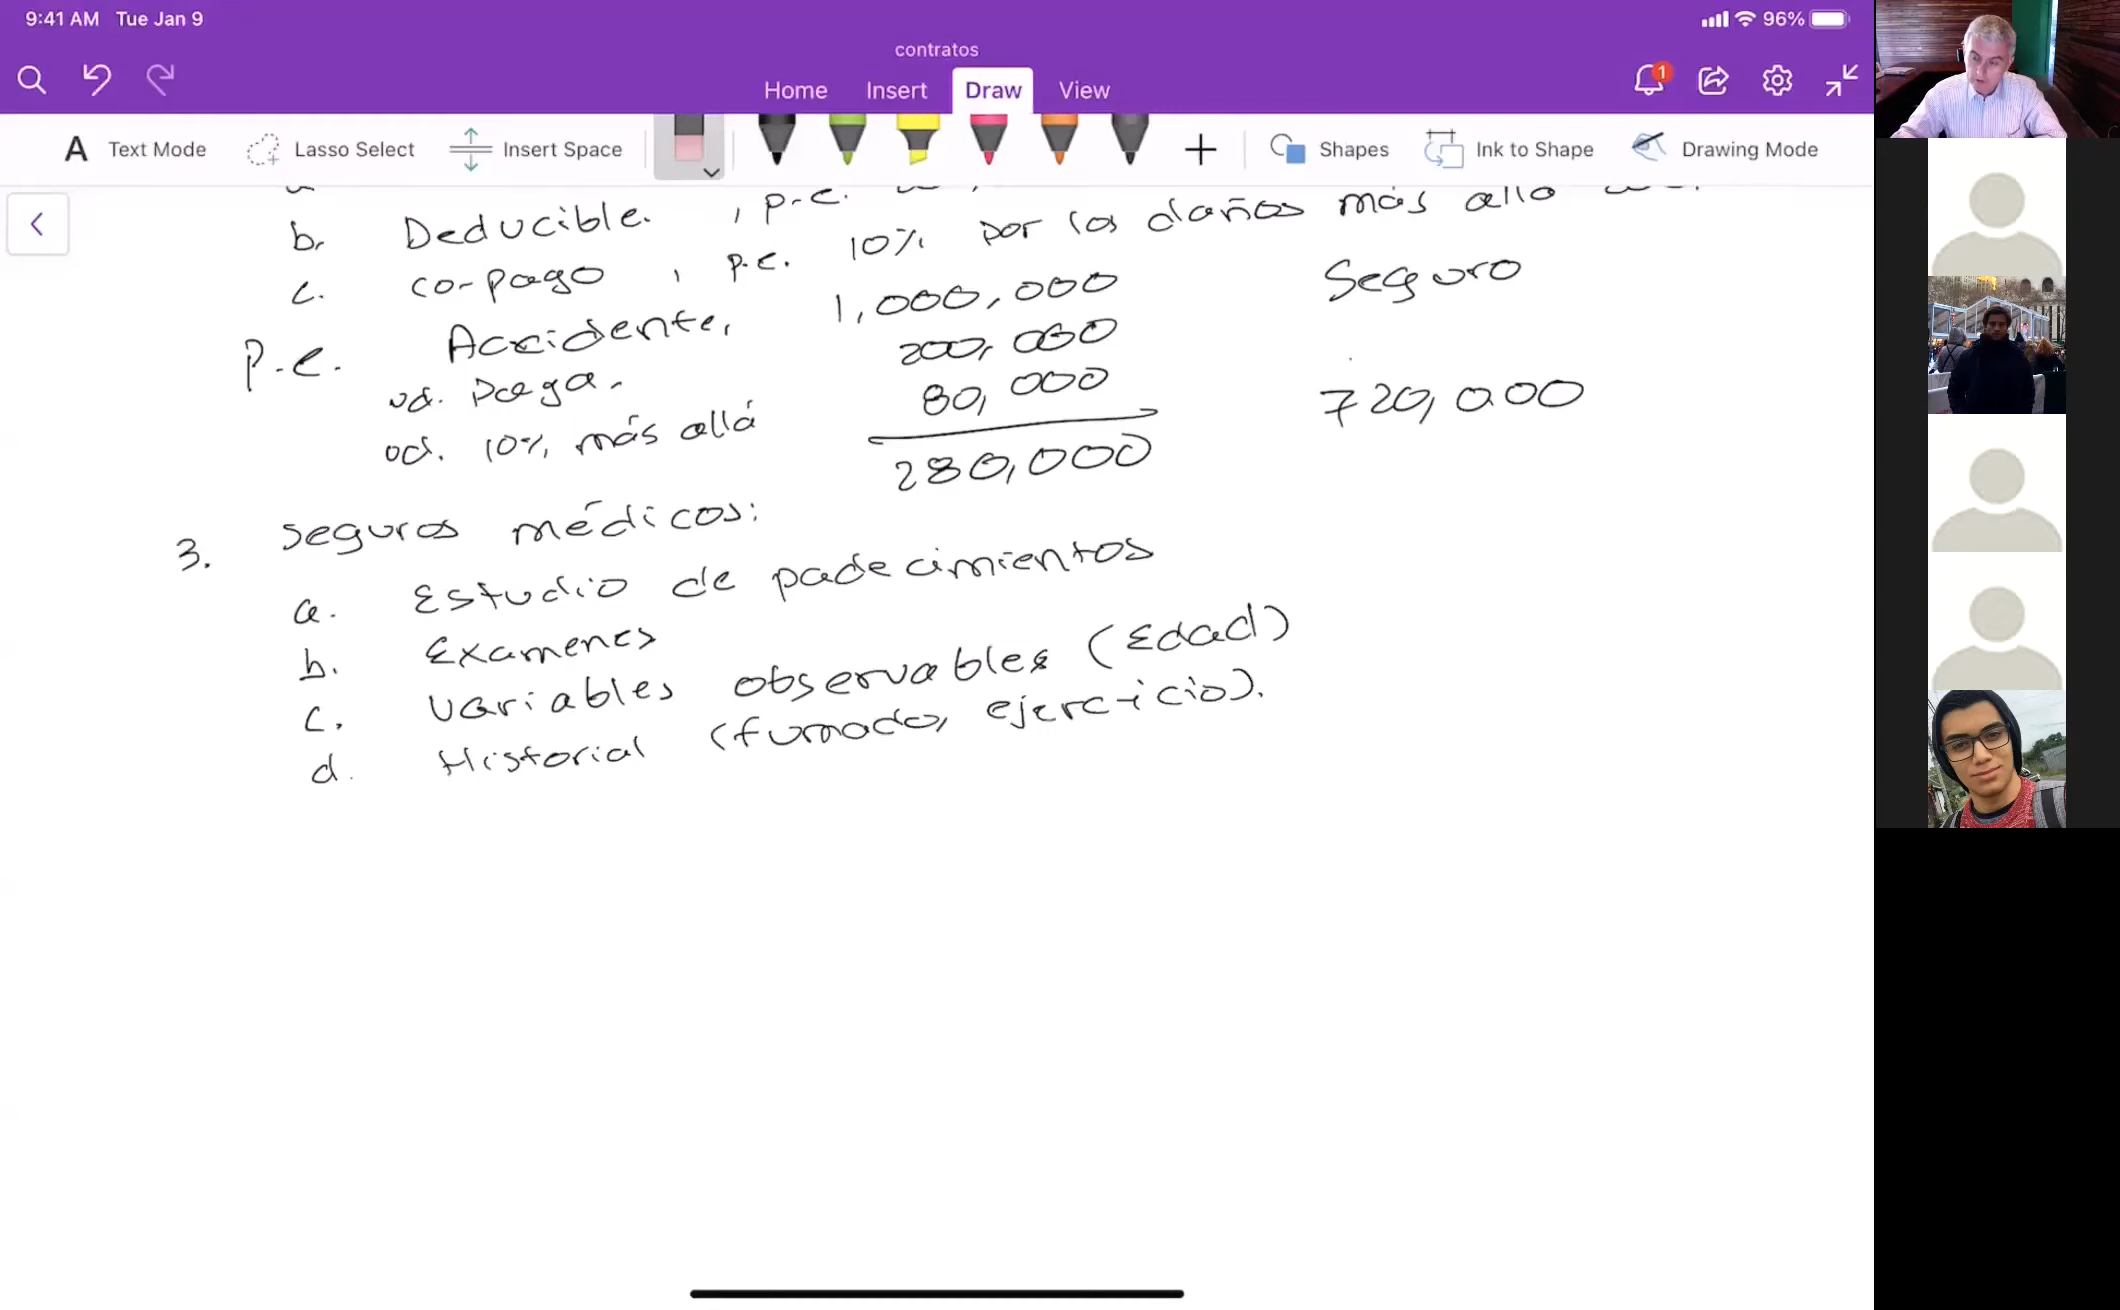 9:41 AM Tue Jan 9
96%
contratos
1
Home Insert Draw View
A Text Mode Lasso Select Insert Space Shapes Ink to Shape Drawing Mode
b. Deducible. , p.e.
c. co-pago , p.e. 10% por los daños más allá
P.e. Accidente, 1,000,000 Seguro
ud. paga. 200,000
ud. 10% más allá 80,000 720,000
280,000
3. seguros médicos:
a. Estudio de padecimientos
b. Examenes
c. variables observables (Edad)
d. Historial (fumado, ejercicio).